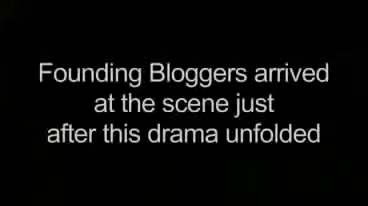 Founding Bloggers arrived
at the scene just
after this drama unfolded